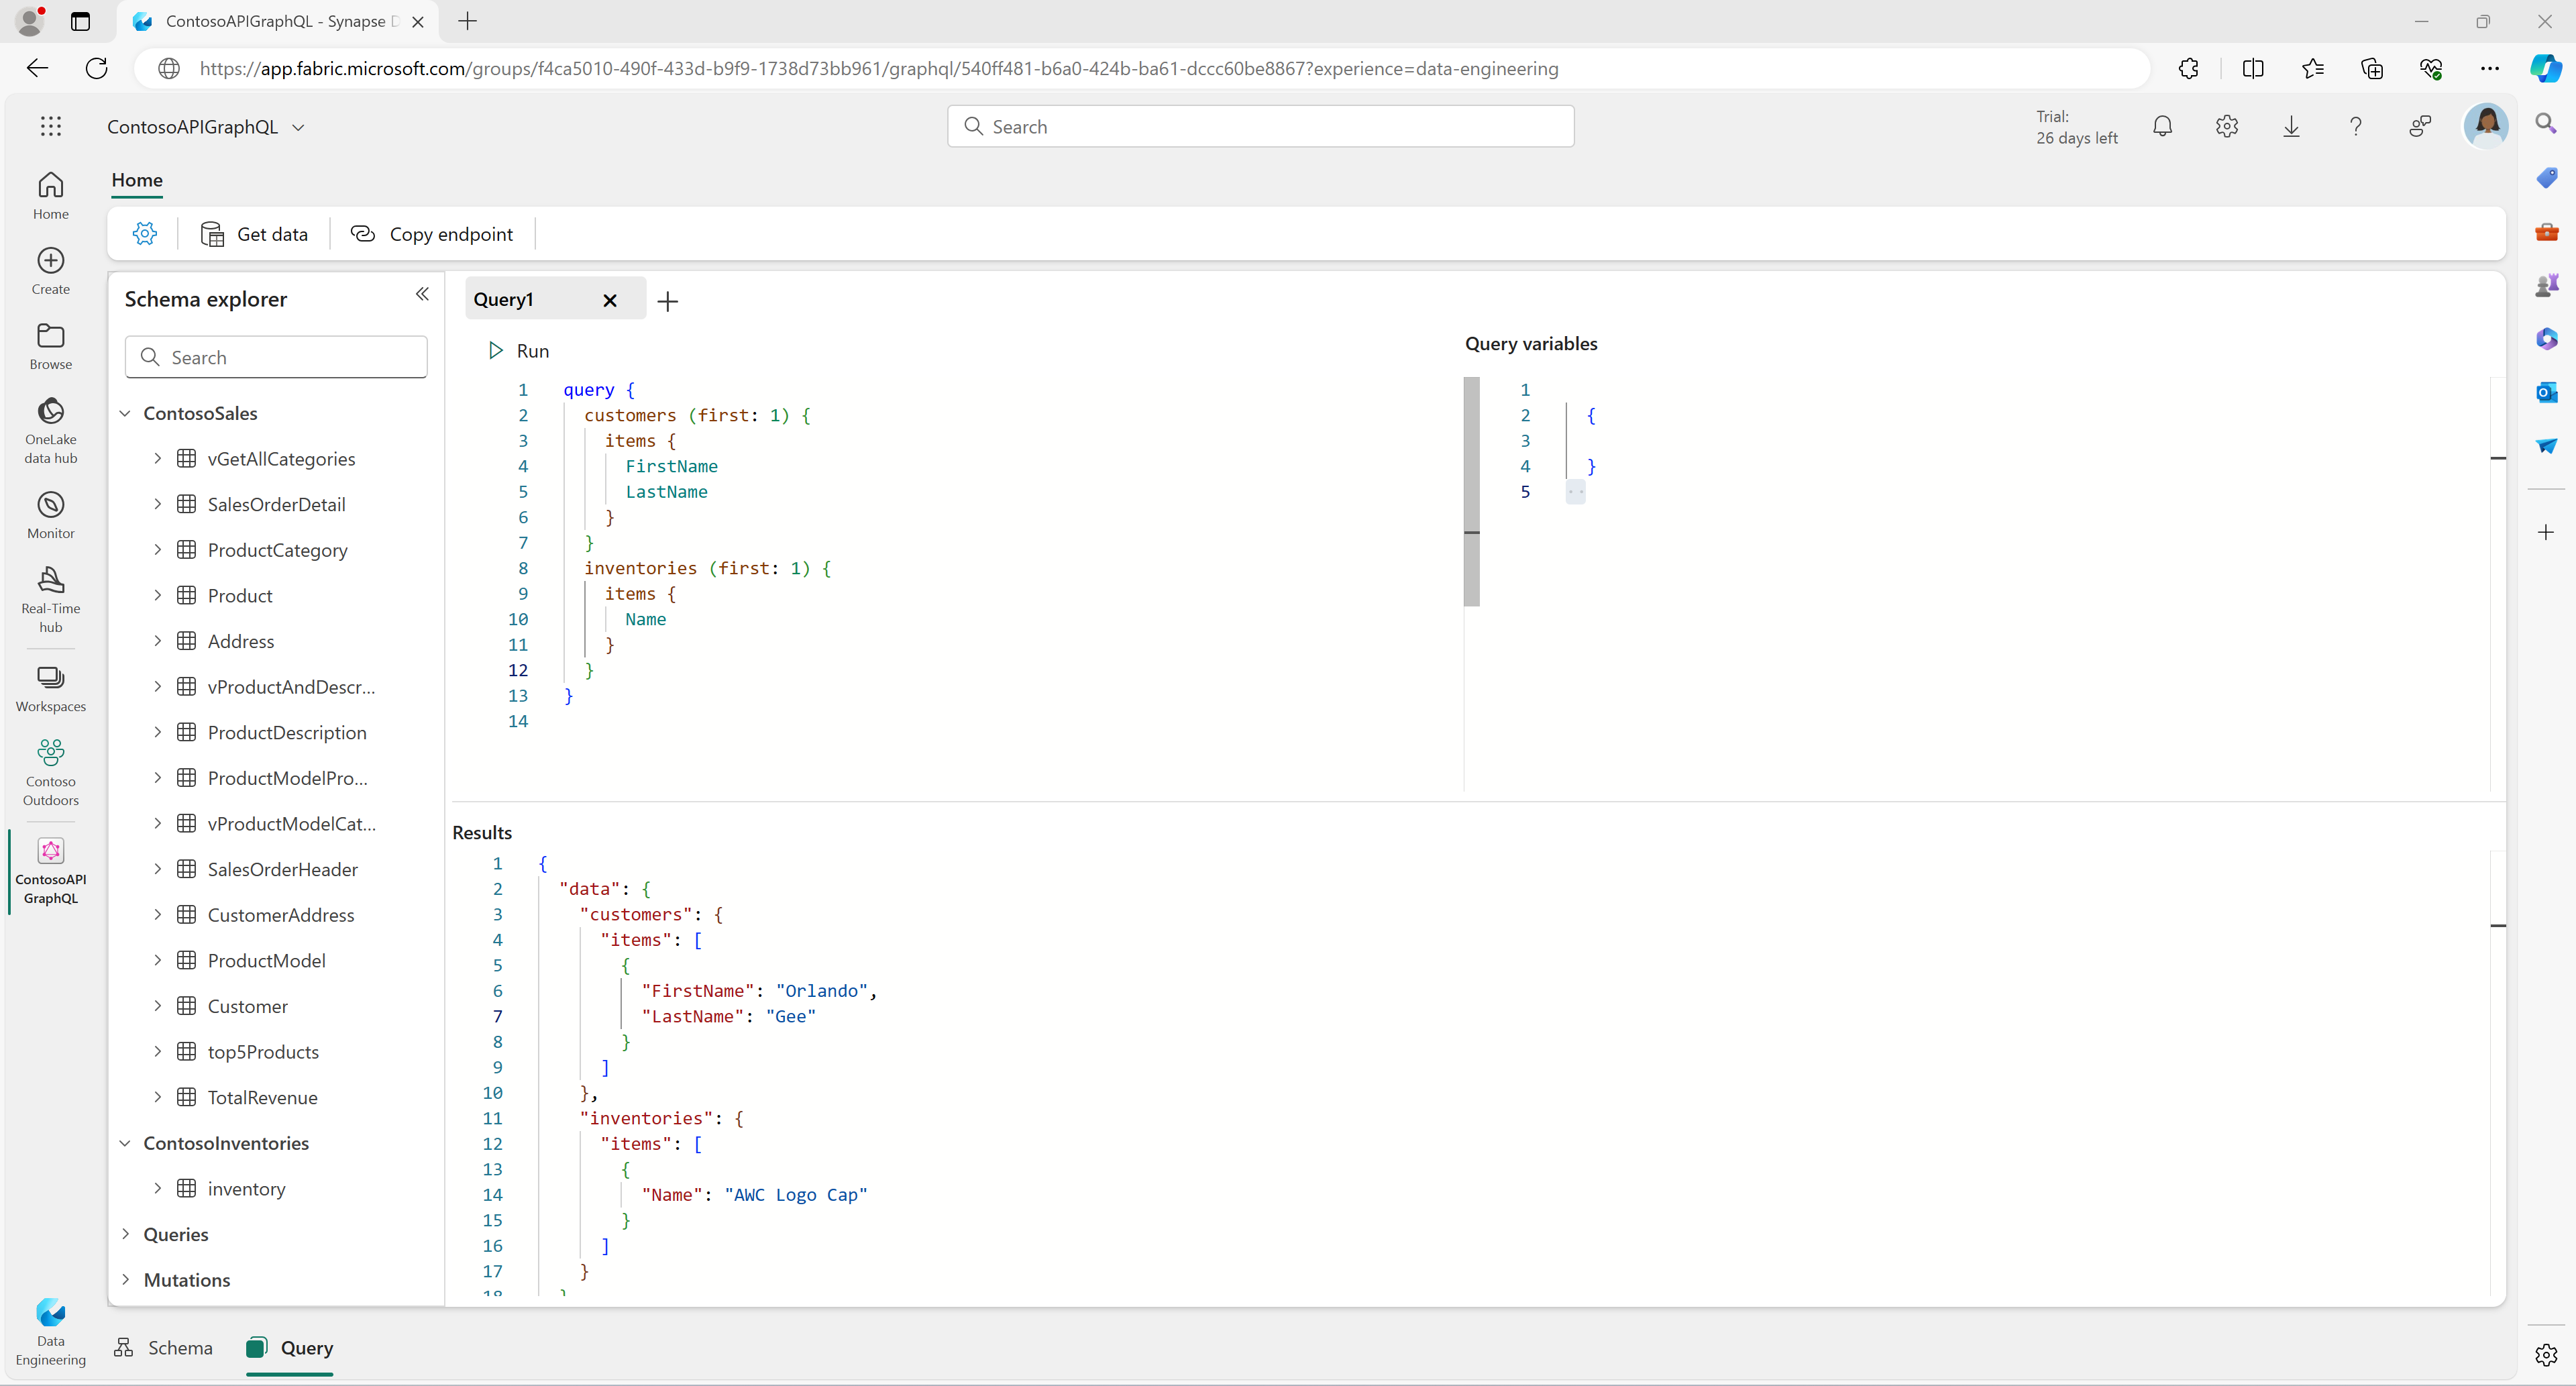 ContosoAPIGraphQL - Synapse D
https://app.fabric.microsoft.com/groups/f4ca5010-490f-433d-b9f9-1738d73bb961/graphql/540ff481-b6a0-424b-ba61-dccc60be8867?experience=data-engineering
ContosoAPIGraphQL
Search
Trial:
26 days left
Home
Get data
Copy endpoint
Home
Create
Browse
OneLake
data hub
Monitor
Real-Time
hub
Workspaces
Contoso
Outdoors
ContosoAPI
GraphQL
Data
Engineering
Schema explorer
Search
ContosoSales
vGetAllCategories
SalesOrderDetail
ProductCategory
Product
Address
vProductAndDescr...
ProductDescription
ProductModelPro...
vProductModelCat...
SalesOrderHeader
CustomerAddress
ProductModel
Customer
top5Products
TotalRevenue
ContosoInventories
inventory
Queries
Mutations
Query1
Run
1 query {
2 customers (first: 1) {
3 items {
4 FirstName
5 LastName
6 }
7 }
8 inventories (first: 1) {
9 items {
10 Name
11 }
12 }
13 }
14
Query variables
1
2 {
3
4 }
5
Results
1 {
2 "data": {
3 "customers": {
4 "items": [
5 {
6 "FirstName": "Orlando",
7 "LastName": "Gee"
8 }
9 ]
10 },
11 "inventories": {
12 "items": [
13 {
14 "Name": "AWC Logo Cap"
15 }
16 ]
17 }
18 }
Schema
Query